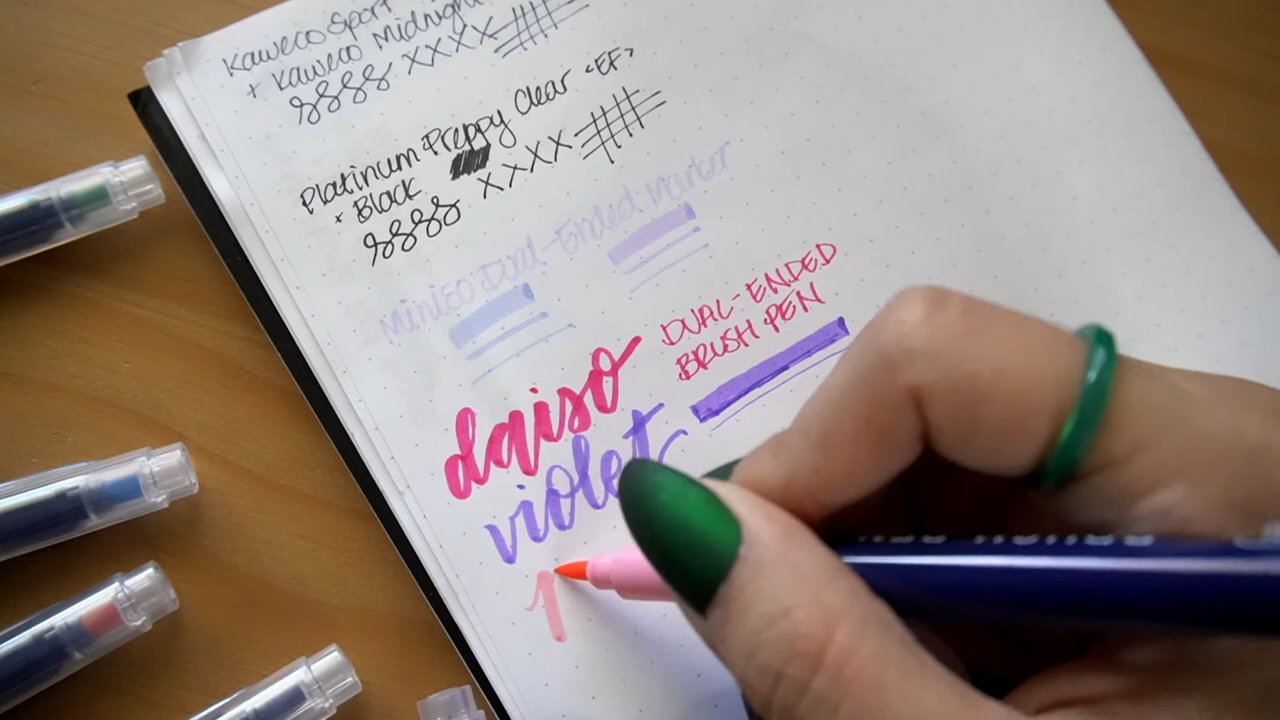 Kaweco Sport
+ Kaweco Midnight
Platinum Preppy Clear <EF>
+ Black
XXXX
Miniso Dual-Ended Marker
DUAL-ENDED
BRUSH PEN
daiso
violet